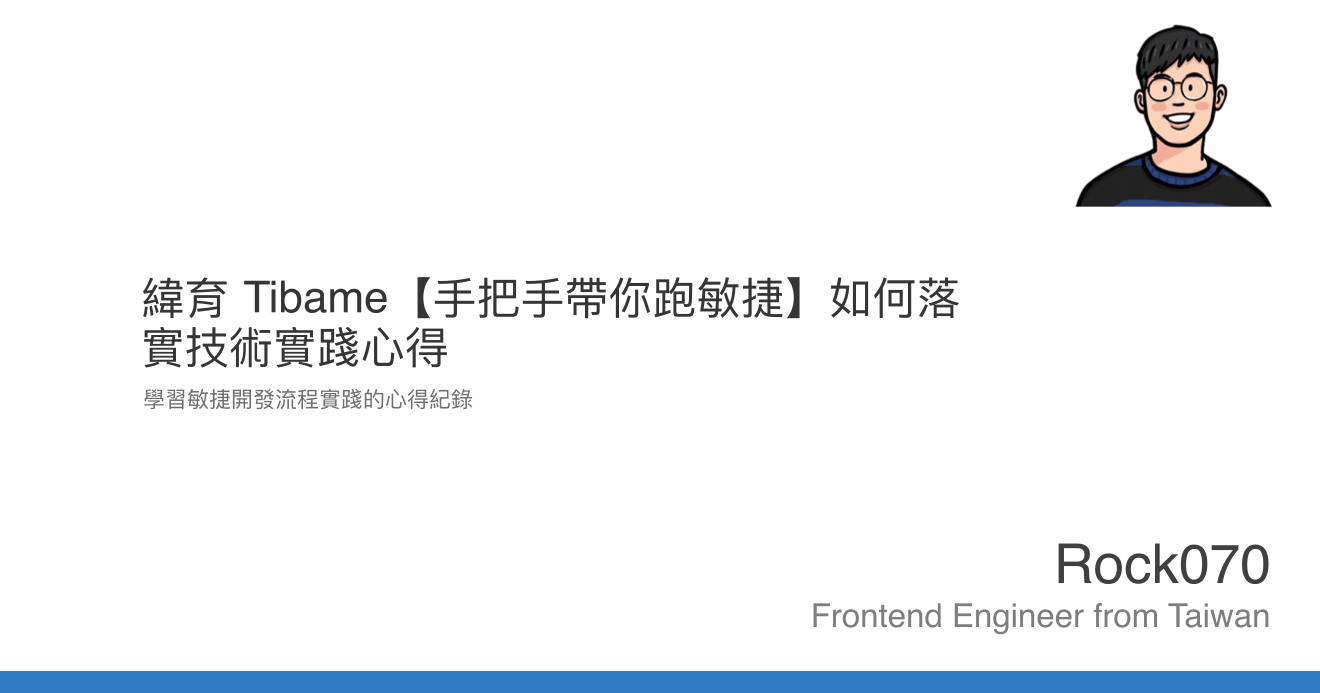 緯育 Tibame【手把手帶你跑敏捷】如何落
實技術實踐心得
學習敏捷開發流程實踐的心得紀錄
Rock070
Frontend Engineer from Taiwan